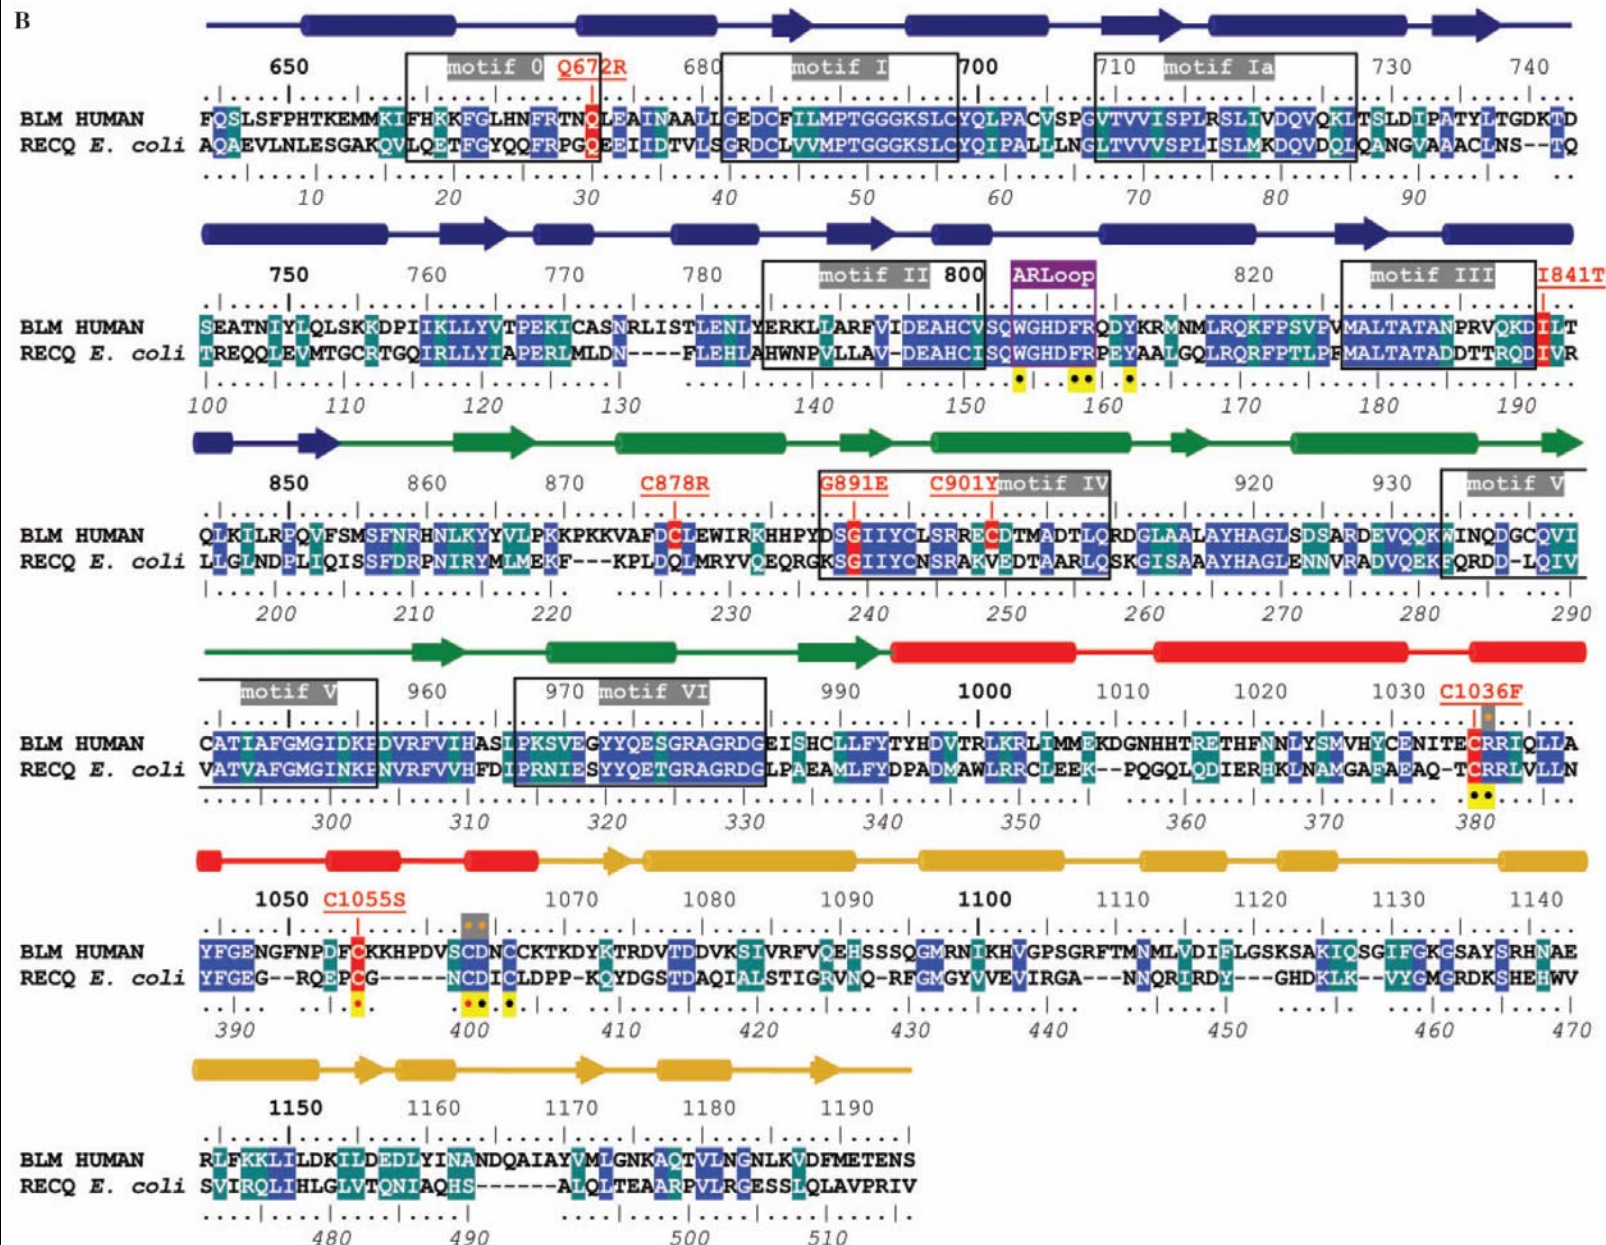 B
650 motif 0 Q672R 680 motif I 700 710 motif Ia 730 740
BLM HUMAN FQSLSFPHTKEMMKIFHKKFGLHNFRTNQLEAINAALLGEDCFILMPTGGGKSLCYQLPACVSPGVTVVISPLRSLIVDQVQKLTSLDIPATYLTGDKTD
RECQ E. coli AQAEVLNLESGAKQVLQETFGYQQFRPGQEEIIDTVLSGRDCLVVMPTGGGKSLCYQIPALLLNGLTVVVSPLISLMKDQVDQLQANGVAAACLNS--TQ
10 20 30 40 50 60 70 80 90
750 760 770 780 motif II 800 ARLoop 820 motif III I841T
BLM HUMAN SEATNIYLQLSKKDPIIKLLYVTPEKICASNRLISTLENLYERKLLARFVIDEAHCVSQWGHDFRQDYKRMNMLRQKFPSVPVMALTATANPRVQKDILT
RECQ E. coli TREQQLEVMTGCRTGQIRLLYIAPERLMLDN----FLEHLAHWNPVLLAV-DEAHCISQWGHDFRPEYAALGQLRQRFPTLPFMALTATADDTTRQDIVR
100 110 120 130 140 150 160 170 180 190
850 860 870 C878R G891E C901Y motif IV 920 930 motif V
BLM HUMAN QLKILRPQVFSMSFNRHNLKYYVLPKKPKKVAFDCLEWIRKHHPYDSGIIYCLSRRECDTMADTLQRDGLAALAYHAGLSDSARDEVQQKWINQDGCQVI
RECQ E. coli LLGLNDPLIQISSFDRPNIRYMLMEKF---KPLDQLMRYVQEQRGKSGIIYCNSRAKVEDTAARLQSKGISAAAYHAGLENNVRADVQEKFQRDD-LQIV
200 210 220 230 240 250 260 270 280 290
motif V 960 970 motif VI 990 1000 1010 1020 1030 C1036F
BLM HUMAN CATIAFGMGIDKPDVRFVIHASLPKSVEGYYQESGRAGRDGEISHCLLFYTYHDVTRLKRLIMMEKDGNHHTRETHFNNLYSMVHYCENITECRRIQLLA
RECQ E. coli VATVAFGMGINKPNVRFVVHFDLPRNIESYYQETGRAGRDGLPAEAMLFYDPADMAWLRRCLEEK--PQGQLQDIERHKLNAMGAFAEAQ-TCRRLVLLN
300 310 320 330 340 350 360 370 380
1050 C1055S 1070 1080 1090 1100 1110 1120 1130 1140
BLM HUMAN YFGENGFNPDFCKKHPDVSCDNCCKTKDYKTRDVTDDVKSIVRFVQEHSSSQGMRNIKHVGPSGRFTMNMLVDIFLGSKSAKIQSGIFGKGSAYSRHNAE
RECQ E. coli YFGEG--RQEPCG-----NCDICLDPP-KQYDGSTDAQIALSTIGRVNQ-RFGMGYVVEVIRGA----NNQRIRDY---GHDKLK--VYGMGRDKSHEHWV
390 400 410 420 430 440 450 460 470
1150 1160 1170 1180 1190
BLM HUMAN RLFKKLILDKILDEDLYINANDQAIAYVMLGNKAQTVLNGNLKVDFMETENS
RECQ E. coli SVIRQLIHLGLVTQNIAQHS------ALQLTEAARPVLRGESSLQLAVPRIV
480 490 500 510